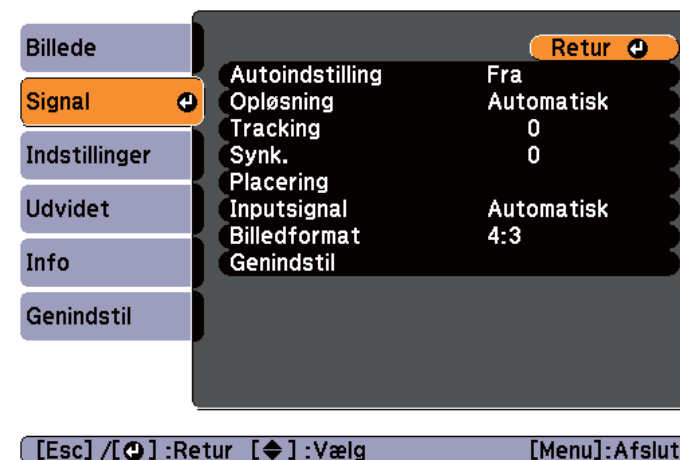 Billede
Signal
Indstillinger
Udvidet
Info
Genindstil
Retur
Autoindstilling Fra
Opløsning Automatisk
Tracking 0
Synk. 0
Placering
Inputsignal Automatisk
Billedformat 4:3
Genindstil
[Esc] /[⏎] :Retur [◆] :Vælg [Menu]:Afslut